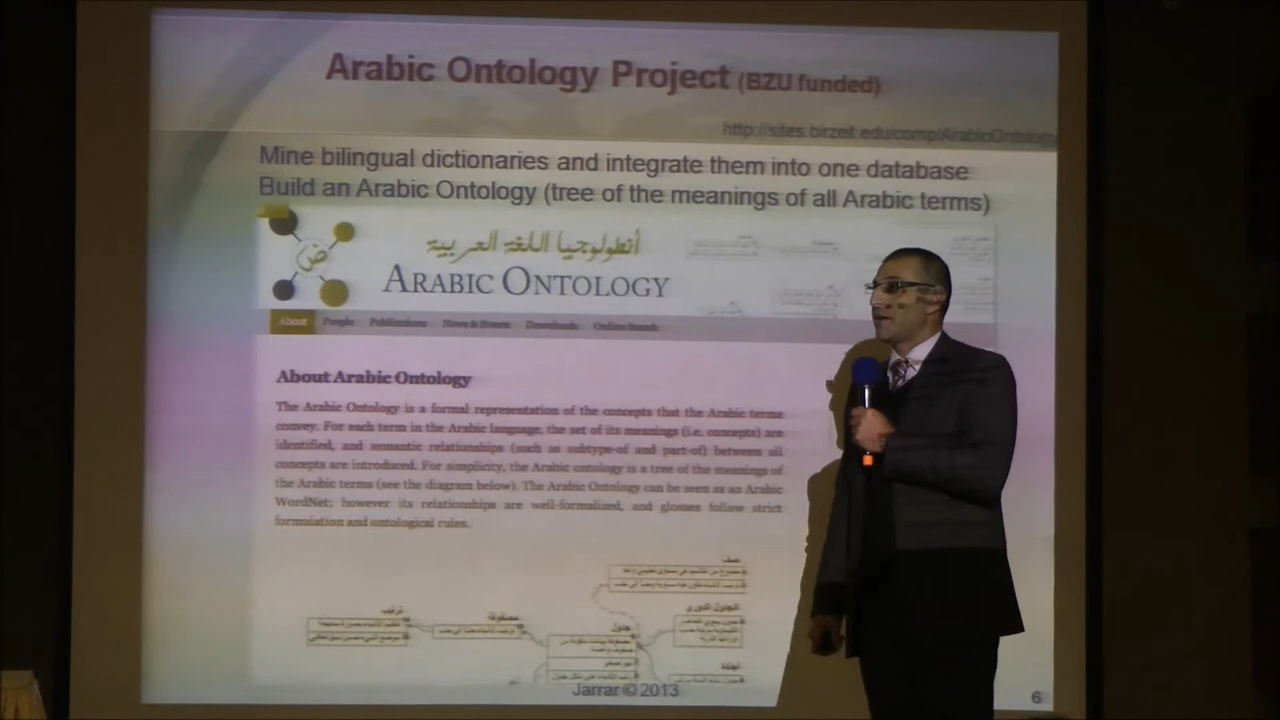 Arabic Ontology Project (BZU funded)
http://sites.birzeit.edu/comp/ArabicOntology
Mine bilingual dictionaries and integrate them into one database
Build an Arabic Ontology (tree of the meanings of all Arabic terms)
ض
أنطولوجيا اللغة العربية
ARABIC ONTOLOGY
About People Publications News & Events Downloads Online Search
About Arabic Ontology
The Arabic Ontology is a formal representation of the concepts that the Arabic terms
convey. For each term in the Arabic language, the set of its meanings (i.e. concepts) are
identified, and semantic relationships (such as subtype-of and part-of) between all
concepts are introduced. For simplicity, the Arabic ontology is a tree of the meanings of
the Arabic terms (see the diagram below). The Arabic Ontology can be seen as an Arabic
WordNet; however its relationships are well-formalized, and glosses follow strict
formulation and ontological rules.
صف
ترتيب
مصفوفة
جدول
الجدول الدوري
أجندة
Jarrar © 2013
6